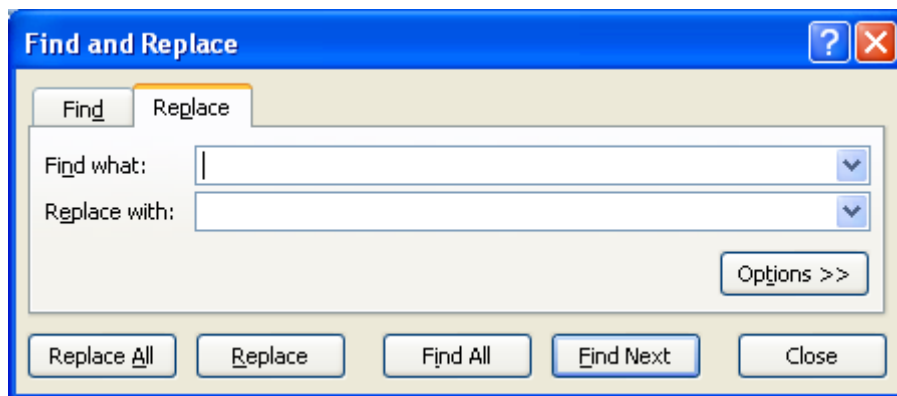 Find and Replace
Find Replace
Find what:
Replace with:
Options >>
Replace All Replace Find All Find Next Close